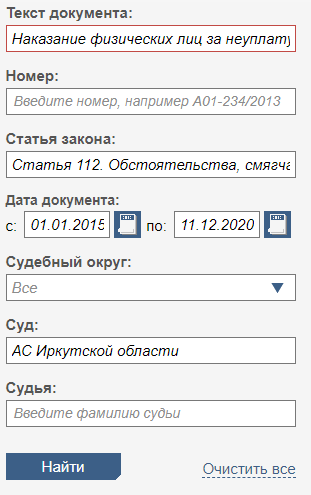 Текст документа:
Наказание физических лиц за неуплату
Номер:
Введите номер, например А01-234/2013
Статья закона:
Статья 112. Обстоятельства, смягча
Дата документа:
с: 01.01.2015 по: 11.12.2020
Судебный округ:
Все
Суд:
АС Иркутской области
Судья:
Введите фамилию судьи
Найти
Очистить все